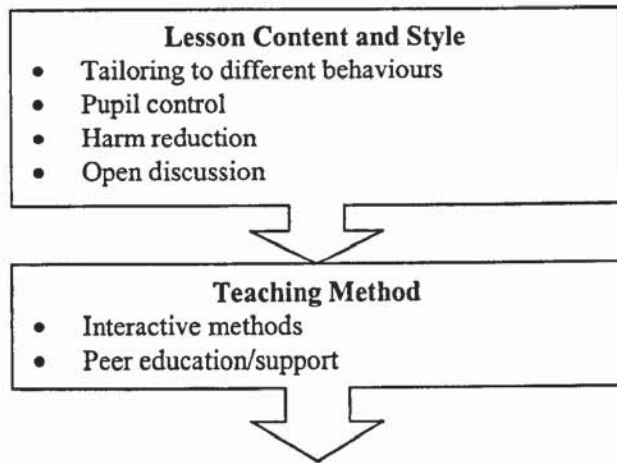 Lesson Content and Style
• Tailoring to different behaviours
• Pupil control
• Harm reduction
• Open discussion
Teaching Method
• Interactive methods
• Peer education/support